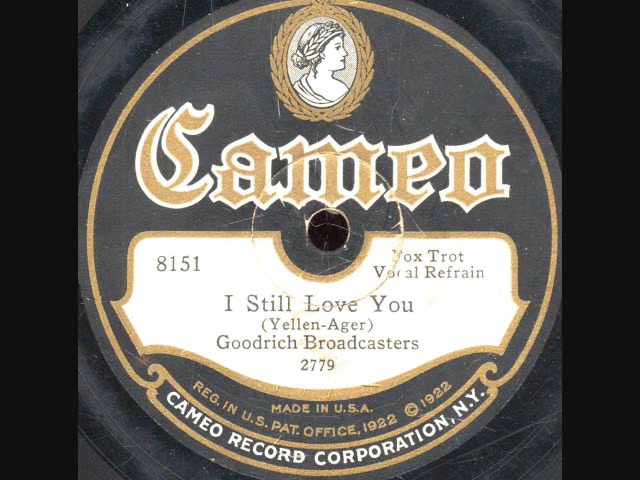 Cameo
8151
Fox Trot
Vocal Refrain
I Still Love You
(Yellen-Ager)
Goodrich Broadcasters
2779
MADE IN U.S.A.
REG. IN U.S. PAT. OFFICE, 1922 © 1922
CAMEO RECORD CORPORATION, N.Y.